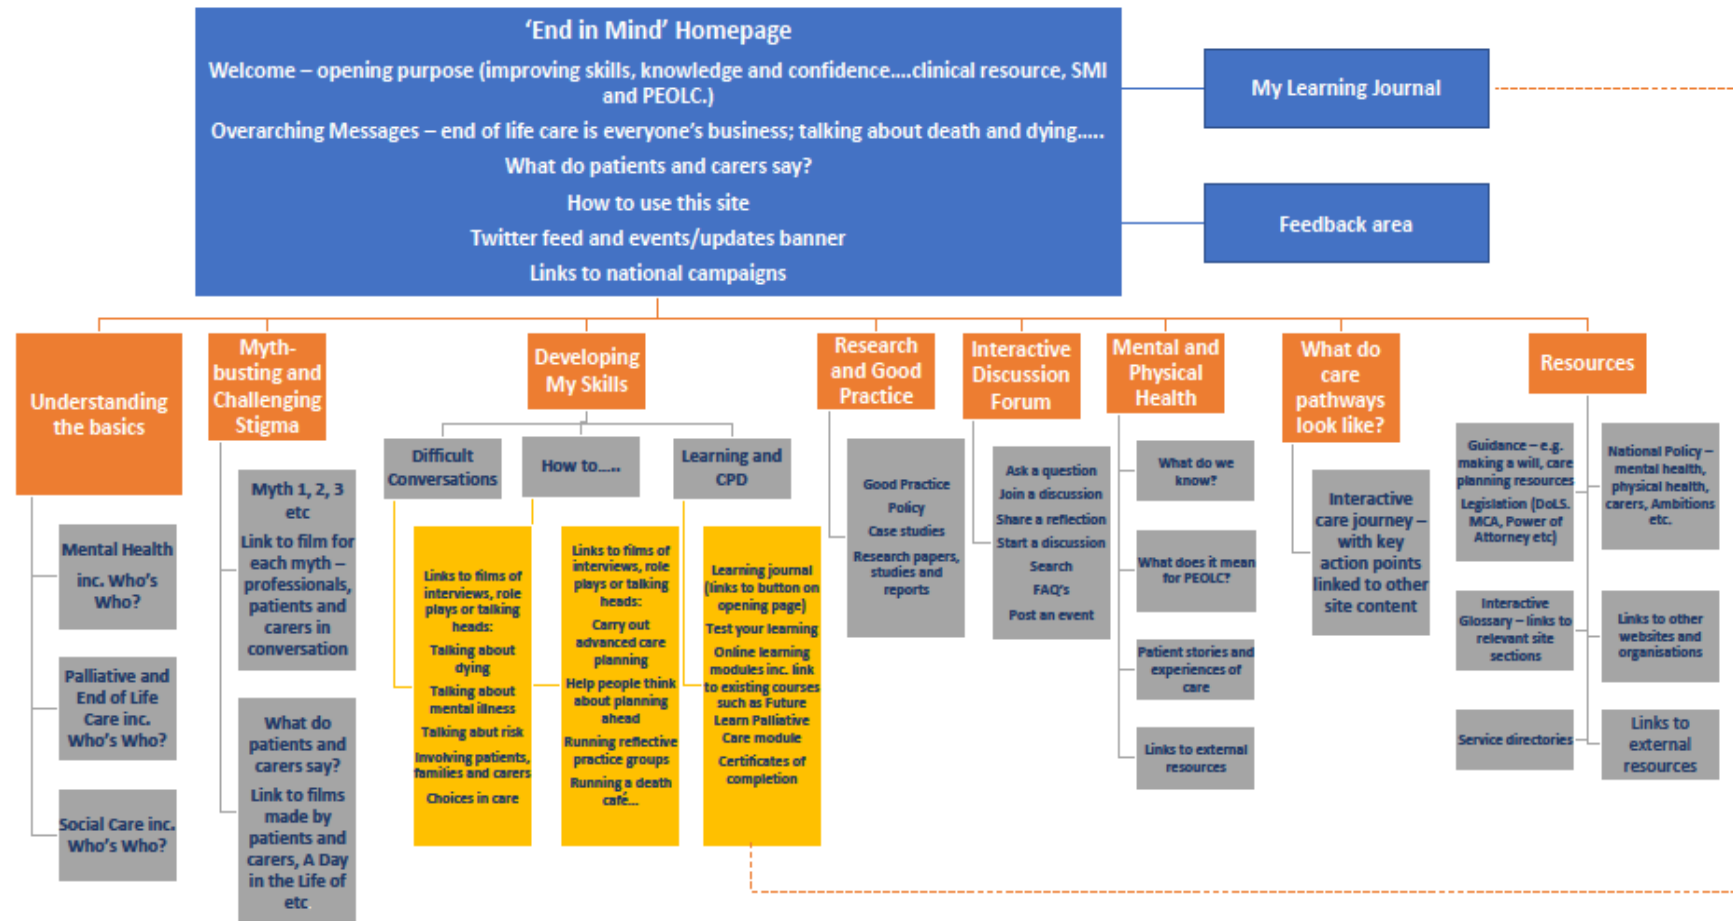 ‘End in Mind’ Homepage
Welcome – opening purpose (improving skills, knowledge and confidence....clinical resource, SMI
and PEOLC.)
Overarching Messages – end of life care is everyone’s business; talking about death and dying.....
What do patients and carers say?
How to use this site
Twitter feed and events/updates banner
Links to national campaigns
My Learning Journal
Feedback area
Understanding
the basics
Mental Health
inc. Who’s
Who?
Palliative and
End of Life
Care inc.
Who’s Who?
Social Care inc.
Who’s Who?
Myth-
busting and
Challenging
Stigma
Myth 1, 2, 3
etc
Link to film for
each myth –
professionals,
patients and
carers in
conversation
What do
patients and
carers say?
Link to films
made by
patients and
carers, A Day
in the Life of
etc.
Developing
My Skills
Difficult
Conversations
Links to films of
interviews, role
plays or talking
heads:
Talking about
dying
Talking about
mental illness
Talking abut risk
Involving patients,
families and carers
Choices in care
How to.....
Links to films of
interviews, role
plays or talking
heads:
Carry out
advanced care
planning
Help people think
about planning
ahead
Running reflective
practice groups
Running a death
café...
Learning and
CPD
Learning journal
(links to button on
opening page)
Test your learning
Online learning
modules inc. link
to existing courses
such as Future
Learn Palliative
Care module
Certificates of
completion
Research
and Good
Practice
Good Practice
Policy
Case studies
Research papers,
studies and
reports
Interactive
Discussion
Forum
Ask a question
Join a discussion
Share a reflection
Start a discussion
Search
FAQ’s
Post an event
Mental and
Physical
Health
What do we
know?
What does it mean
for PEOLC?
Patient stories and
experiences of
care
Links to external
resources
What do
care
pathways
look like?
Interactive
care journey –
with key
action points
linked to other
site content
Resources
Guidance – e.g.
making a will, care
planning resources
Legislation (DoLS.
MCA, Power of
Attorney etc)
National Policy –
mental health,
physical health,
carers, Ambitions
etc.
Interactive
Glossary – links to
relevant site
sections
Links to other
websites and
organisations
Service directories
Links to
external
resources